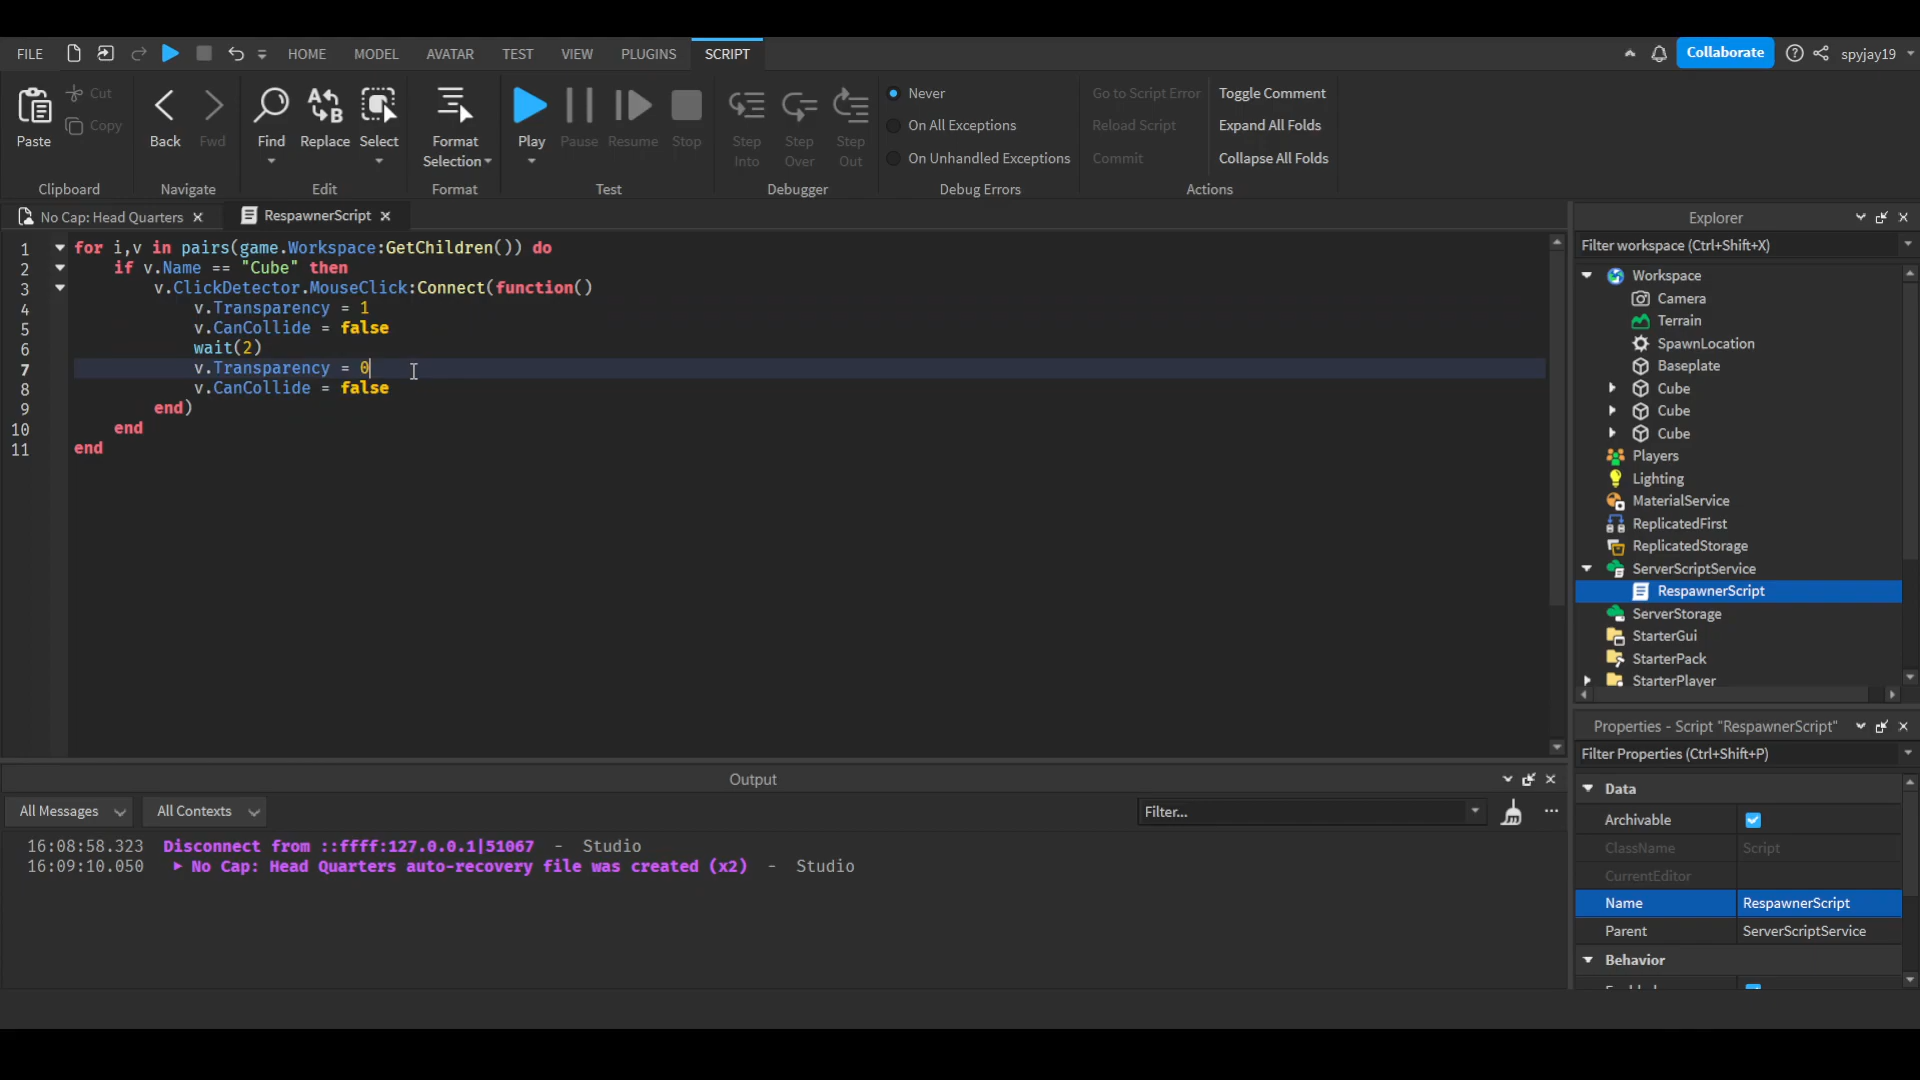 FILE HOME MODEL AVATAR TEST VIEW PLUGINS SCRIPT Collaborate spyjay19
Paste Cut Copy Back Fwd Find Replace Select Format Selection Play Pause Resume Stop Step Into Step Over Step Out
Never
On All Exceptions
On Unhandled Exceptions
Go to Script Error
Reload Script
Commit
Toggle Comment
Expand All Folds
Collapse All Folds
Clipboard Navigate Edit Format Test Debugger Debug Errors Actions
No Cap: Head Quarters RespawnerScript
1 for i,v in pairs(game.Workspace:GetChildren()) do
2 if v.Name == "Cube" then
3 v.ClickDetector.MouseClick:Connect(function()
4 v.Transparency = 1
5 v.CanCollide = false
6 wait(2)
7 v.Transparency = 0
8 v.CanCollide = false
9 end)
10 end
11 end
Output
All Messages All Contexts Filter...
16:08:58.323 Disconnect from ::ffff:127.0.0.1|51067 - Studio
16:09:10.050 No Cap: Head Quarters auto-recovery file was created (x2) - Studio
Explorer
Filter workspace (Ctrl+Shift+X)
Workspace
Camera
Terrain
SpawnLocation
Baseplate
Cube
Cube
Cube
Players
Lighting
MaterialService
ReplicatedFirst
ReplicatedStorage
ServerScriptService
RespawnerScript
ServerStorage
StarterGui
StarterPack
StarterPlayer
Properties - Script "RespawnerScript"
Filter Properties (Ctrl+Shift+P)
Data
Archivable
ClassName Script
CurrentEditor
Name RespawnerScript
Parent ServerScriptService
Behavior